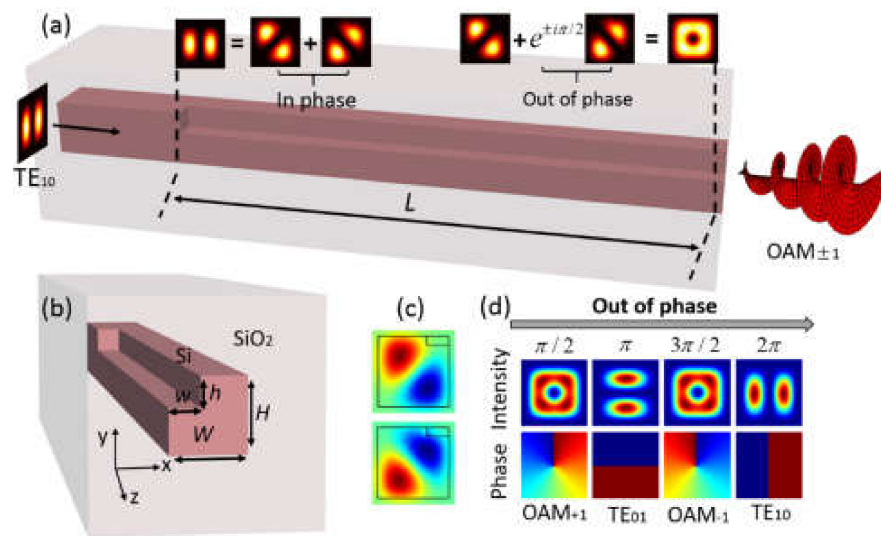 (a)
=
+
+ e^{±iπ/2}
=
In phase
Out of phase
TE₁₀
L
OAM±1
(b)
SiO₂
Si
w
h
H
W
y
x
z
(c)
(d)
Out of phase
π / 2
π
3π / 2
2π
Intensity
Phase
OAM₊₁
TE₀₁
OAM₋₁
TE₁₀